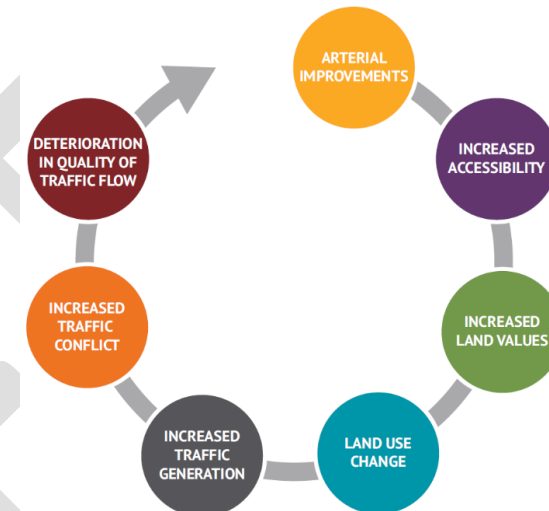 ARTERIAL
IMPROVEMENTS
INCREASED
ACCESSIBILITY
INCREASED
LAND VALUES
LAND USE
CHANGE
INCREASED
TRAFFIC
GENERATION
INCREASED
TRAFFIC
CONFLICT
DETERIORATION
IN QUALITY OF
TRAFFIC FLOW